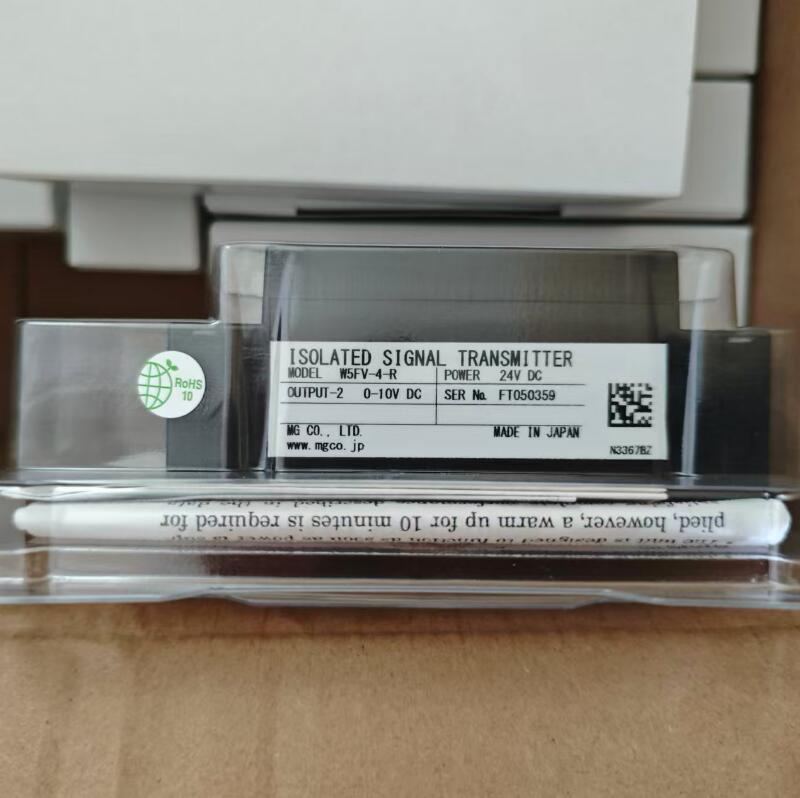 ISOLATED SIGNAL TRANSMITTER
MODEL W5FV-4-R POWER 24V DC
OUTPUT-2 0-10V DC SER No. FT050359
MG CO., LTD. MADE IN JAPAN
www.mgco.jp N3367BZ
RoHS
10
plied, however, a warm up for 10 minutes is required for